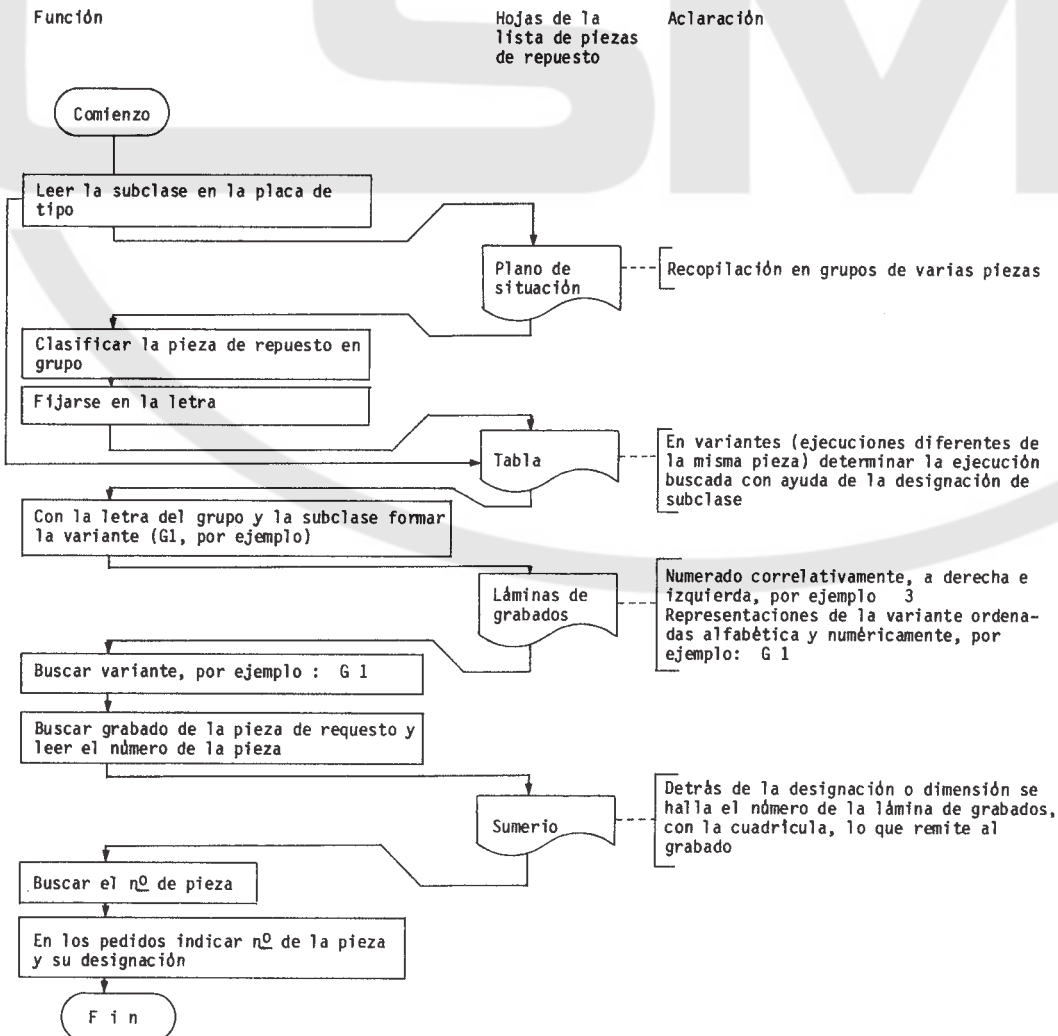 Función
Hojas de la
lista de piezas
de repuesto
Aclaración
Comienzo
Leer la subclase en la placa de
tipo
Plano de
situación
Recopilación en grupos de varias piezas
Clasificar la pieza de repuesto en
grupo
Fijarse en la letra
Tabla
En variantes (ejecuciones diferentes de
la misma pieza) determinar la ejecución
buscada con ayuda de la designación de
subclase
Con la letra del grupo y la subclase formar
la variante (G1, por ejemplo)
Láminas de
grabados
Numerado correlativamente, a derecha e
izquierda, por ejemplo 3
Representaciones de la variante ordena-
das alfabética y numéricamente, por
ejemplo: G 1
Buscar variante, por ejemplo : G 1
Buscar grabado de la pieza de requesto y
leer el número de la pieza
Sumerio
Detrás de la designación o dimensión se
halla el número de la lámina de grabados,
con la cuadrícula, lo que remite al
grabado
Buscar el nº de pieza
En los pedidos indicar nº de la pieza
y su designación
F i n
SM